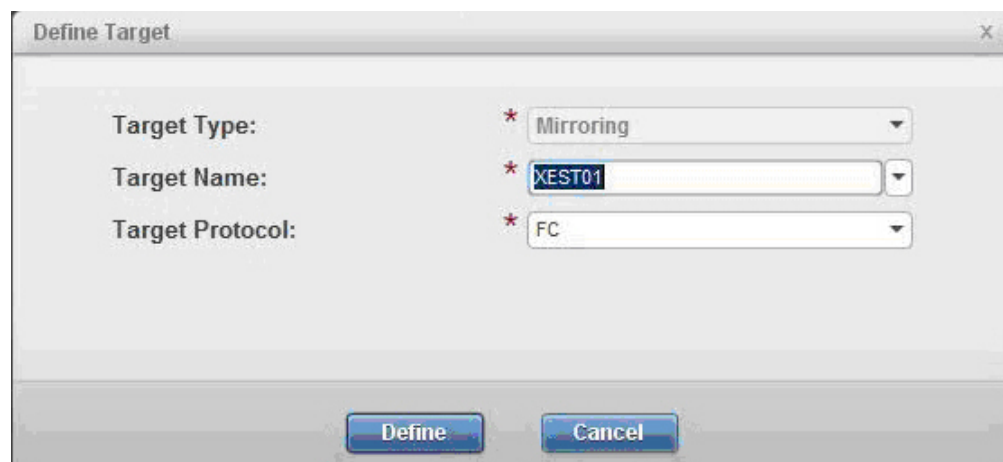 Define Target x
Target Type: * Mirroring
Target Name: * XEST01
Target Protocol: * FC
Define Cancel